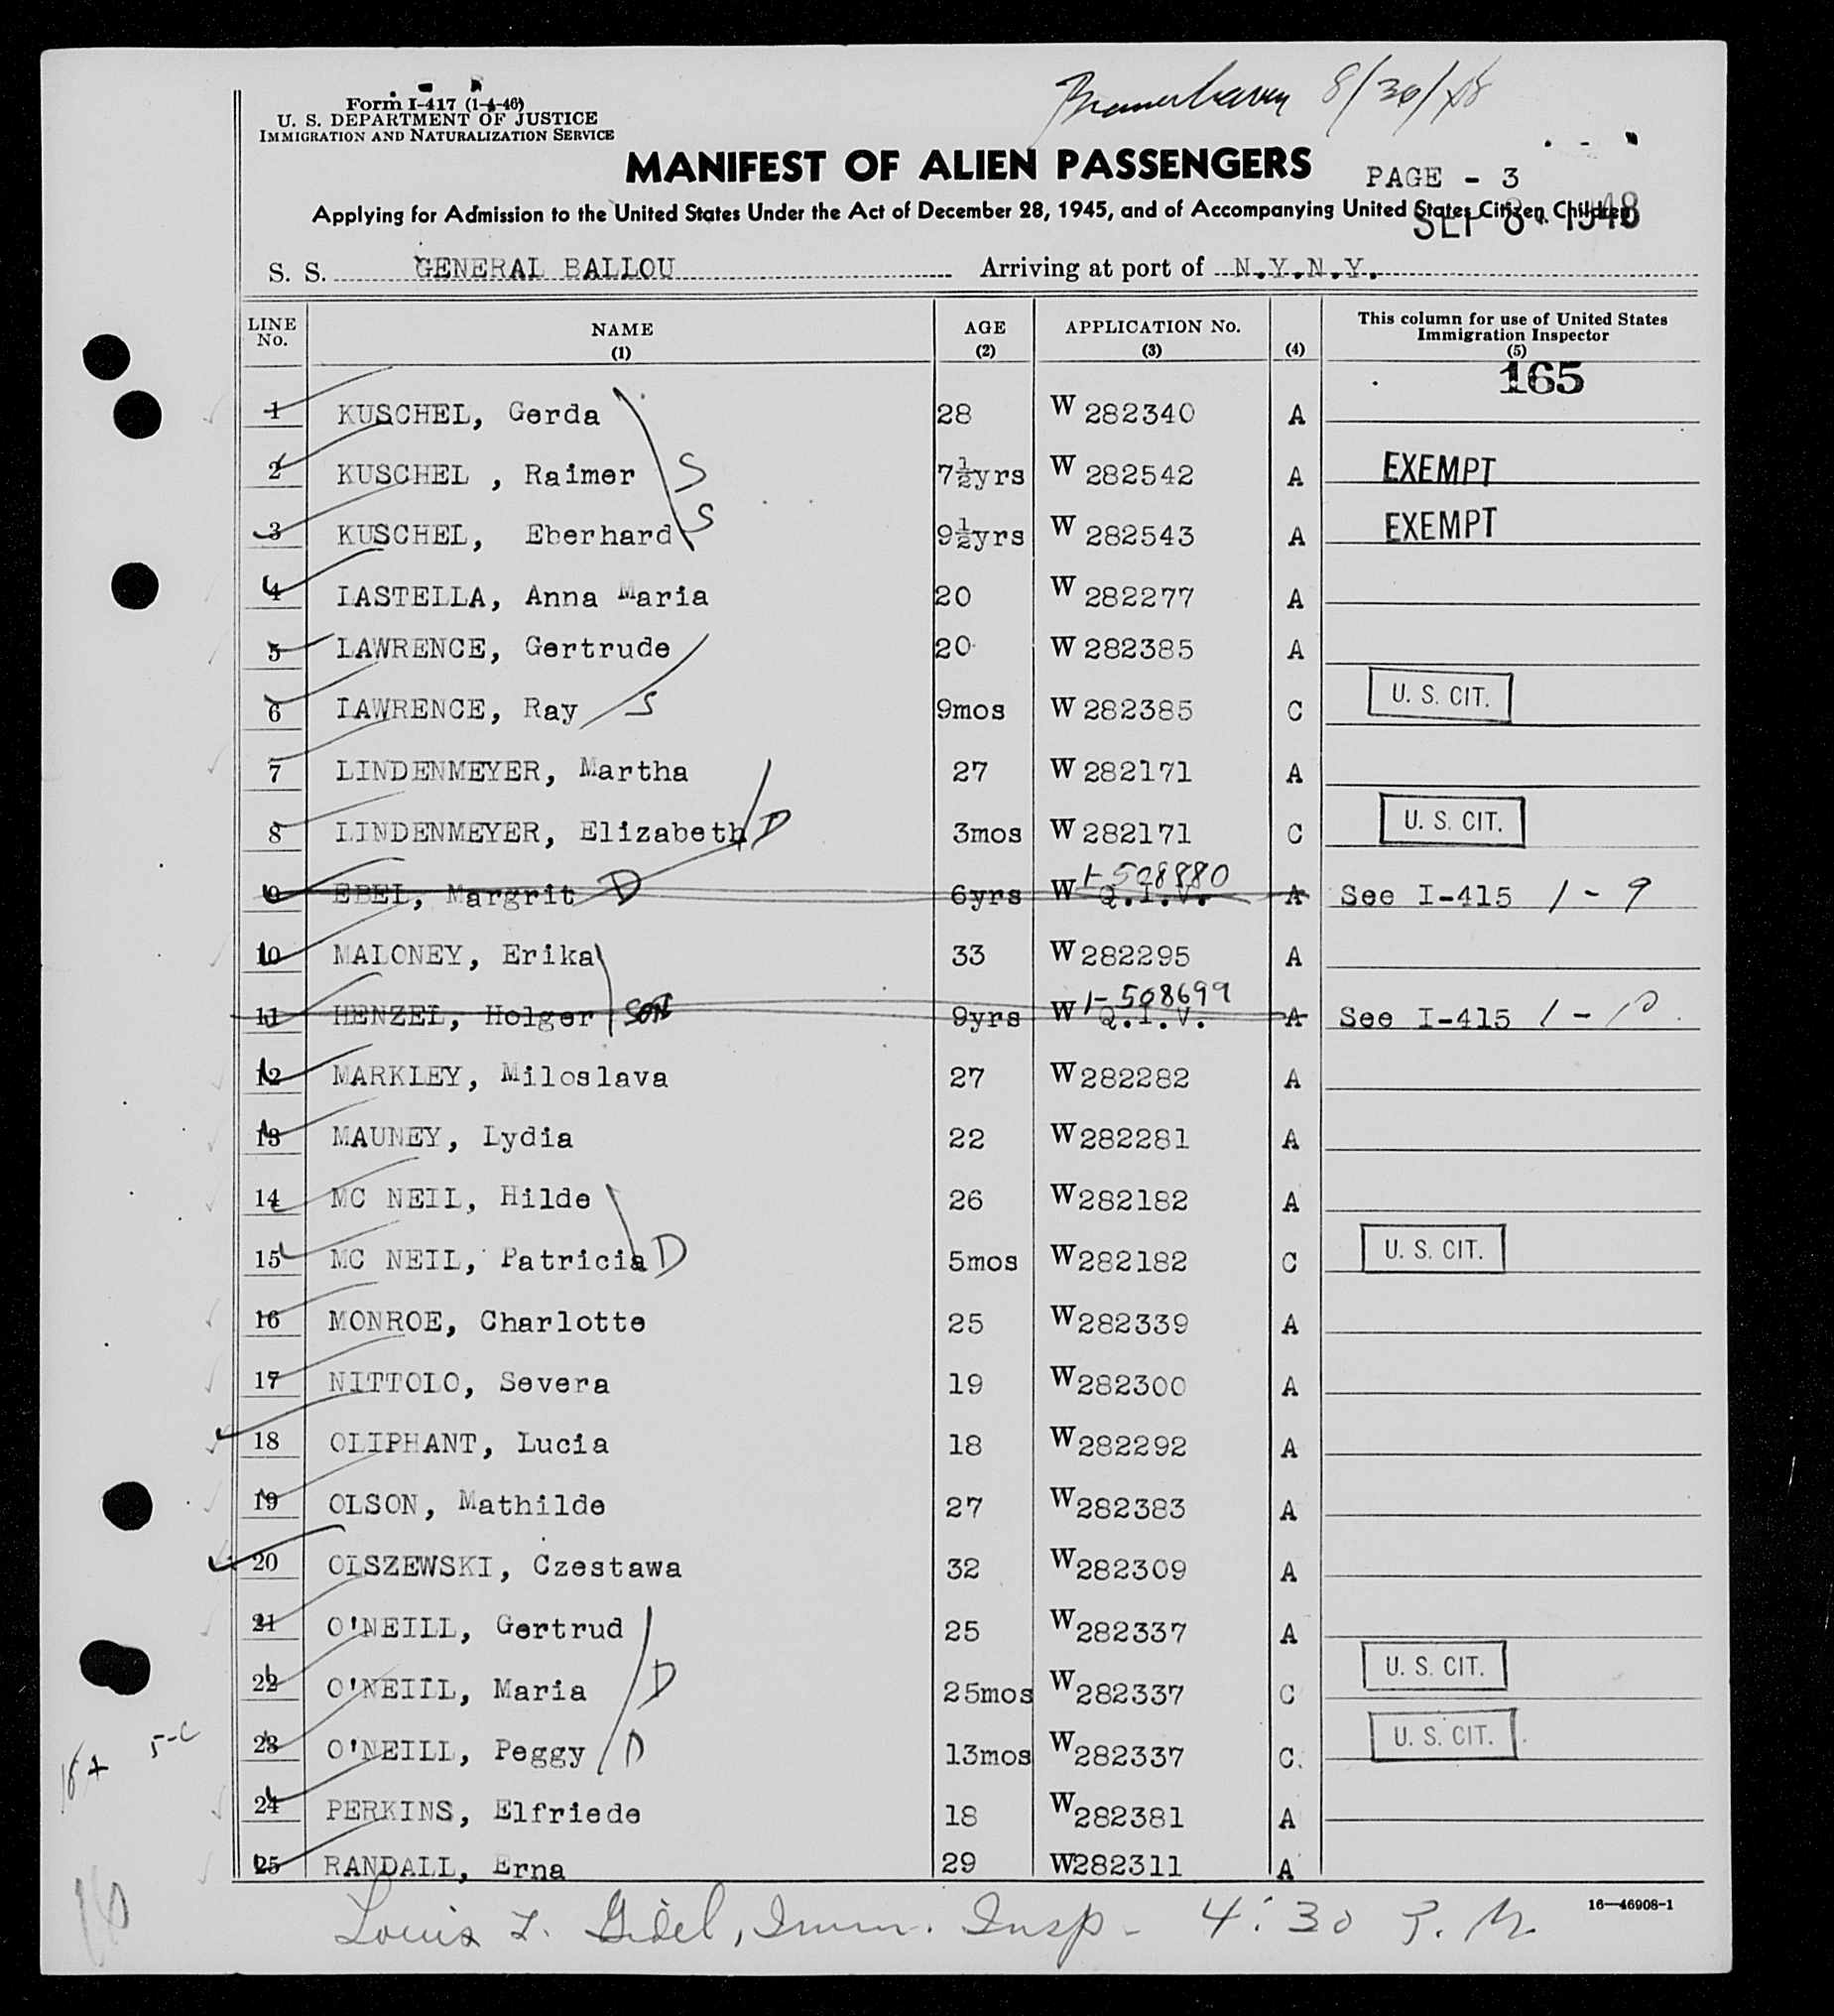 Bremerhaven 8/30/48
Form I-417 (1-4-46)
U. S. DEPARTMENT OF JUSTICE
IMMIGRATION AND NATURALIZATION SERVICE
MANIFEST OF ALIEN PASSENGERS
PAGE - 3
Applying for Admission to the United States Under the Act of December 28, 1945, and of Accompanying United States Citizen Children
SEP 8 - 1948
S. S. GENERAL BALLOU Arriving at port of N.Y.N.Y.
LINE No. NAME (1) AGE (2) APPLICATION No. (3) (4) This column for use of United States Immigration Inspector (5)
165
1 KUSCHEL, Gerda 28 W 282340 A
2 KUSCHEL , Raimer S 7½yrs W 282542 A EXEMPT
3 KUSCHEL, Eberhard S 9½yrs W 282543 A EXEMPT
4 LASTELLA, Anna Maria 20 W 282277 A
5 LAWRENCE, Gertrude 20 W 282385 A
6 LAWRENCE, Ray S 9mos W 282385 C U. S. CIT.
7 LINDENMEYER, Martha 27 W 282171 A
8 LINDENMEYER, Elizabeth D 3mos W 282171 C U. S. CIT.
9 EBEL, Margrit D 6yrs W Q.I.V. 1-508880 A See I-415 1-9
10 MALONEY, Erika 33 W 282295 A
11 HENZEL, Holger SON 9yrs W Q.I.V. 1-508699 A See I-415 1-10
12 MARKLEY, Miloslava 27 W 282282 A
13 MAUNEY, Lydia 22 W 282281 A
14 MC NEIL, Hilde 26 W 282182 A
15 MC NEIL, Patricia D 5mos W 282182 C U. S. CIT.
16 MONROE, Charlotte 25 W 282339 A
17 NITTOLO, Severa 19 W 282300 A
18 OLIPHANT, Lucia 18 W 282292 A
19 OLSON, Mathilde 27 W 282383 A
20 OLSZEWSKI, Czestawa 32 W 282309 A
21 O'NEILL, Gertrud 25 W 282337 A
22 O'NEILL, Maria D 25mos W 282337 C U. S. CIT.
23 O'NEILL, Peggy D 13mos W 282337 C. U. S. CIT.
5-C
24 PERKINS, Elfriede 18 W 282381 A
25 RANDALL, Erna 29 W282311 A
16—46908-1
Louis L. Gidel, Imm. Insp - 4:30 P.M.